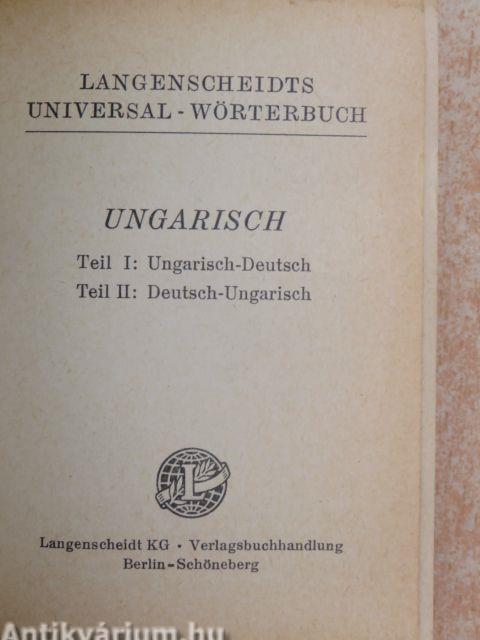 LANGENSCHEIDTS
UNIVERSAL - WÖRTERBUCH
UNGARISCH
Teil I: Ungarisch-Deutsch
Teil II: Deutsch-Ungarisch
L
Langenscheidt KG · Verlagsbuchhandlung
Berlin-Schöneberg
Antikvárium.hu